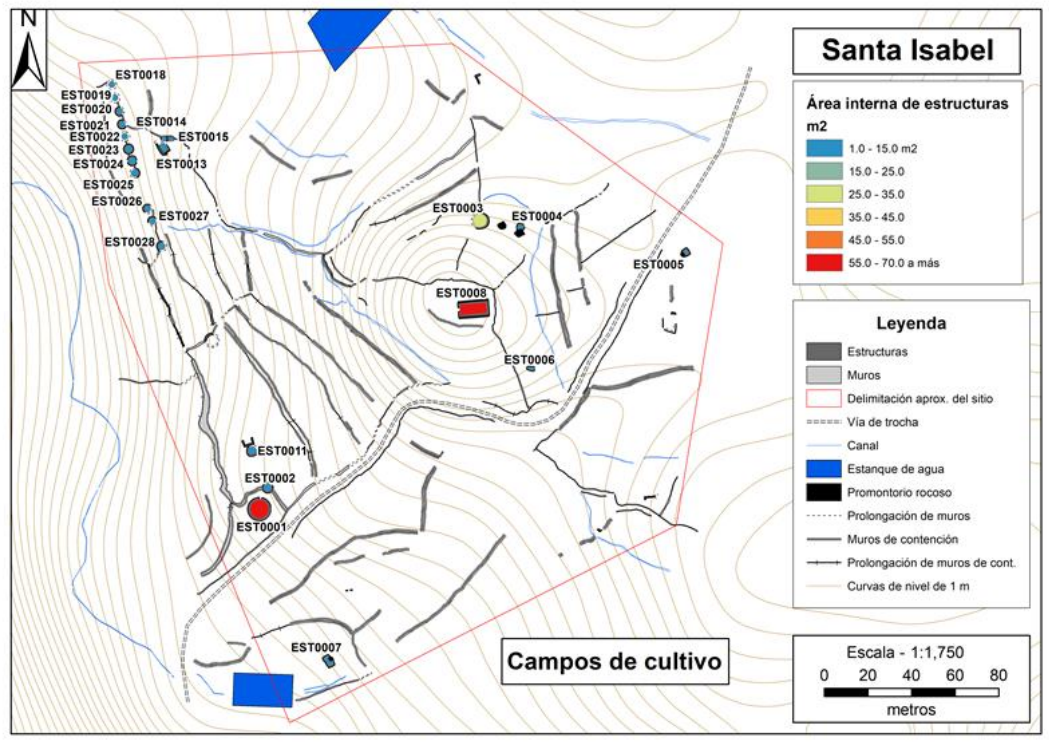 N
Santa Isabel
EST0018
EST0019
EST0020
EST0021
EST0014
EST0022
EST0015
EST0023
EST0024
EST0013
EST0025
EST0026
EST0027
EST0028
EST0003
EST0004
EST0005
EST0008
EST0006
EST0011
EST0002
EST0001
EST0007
Campos de cultivo
Área interna de estructuras
m2
1.0 - 15.0 m2
15.0 - 25.0
25.0 - 35.0
35.0 - 45.0
45.0 - 55.0
55.0 - 70.0 a más
Leyenda
Estructuras
Muros
Delimitación aprox. del sitio
Vía de trocha
Canal
Estanque de agua
Promontorio rocoso
Prolongación de muros
Muros de contención
Prolongación de muros de cont.
Curvas de nivel de 1 m
Escala - 1:1,750
0 20 40 60 80
metros